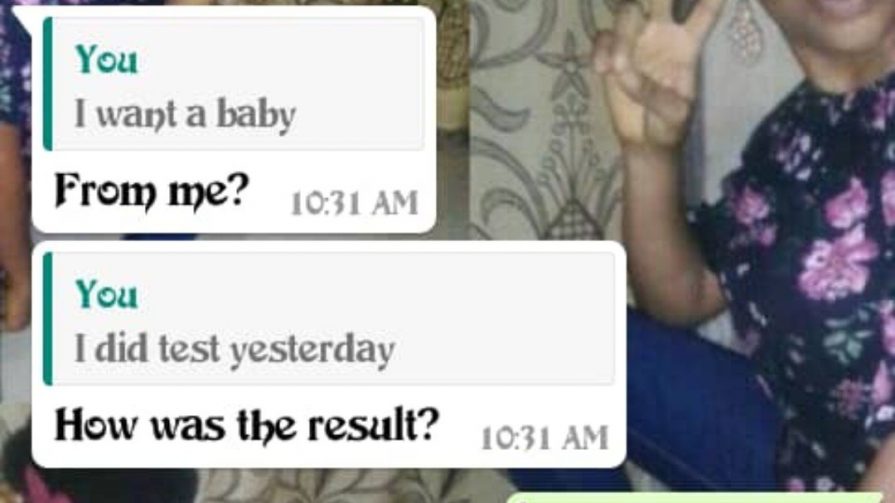 You
I want a baby
From me?
10:31 AM
You
I did test yesterday
How was the result?
10:31 AM